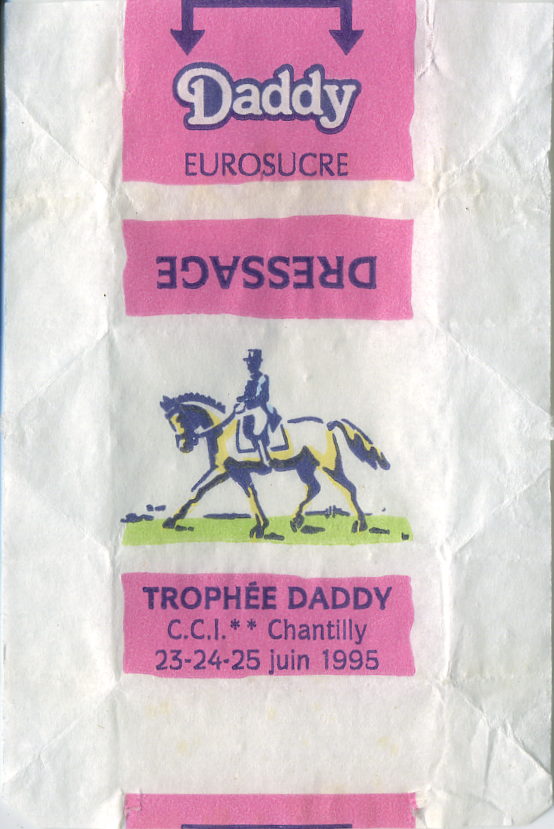 Daddy
EUROSUCRE
DRESSAGE
TROPHÉE DADDY
C.C.I.** Chantilly
23-24-25 juin 1995